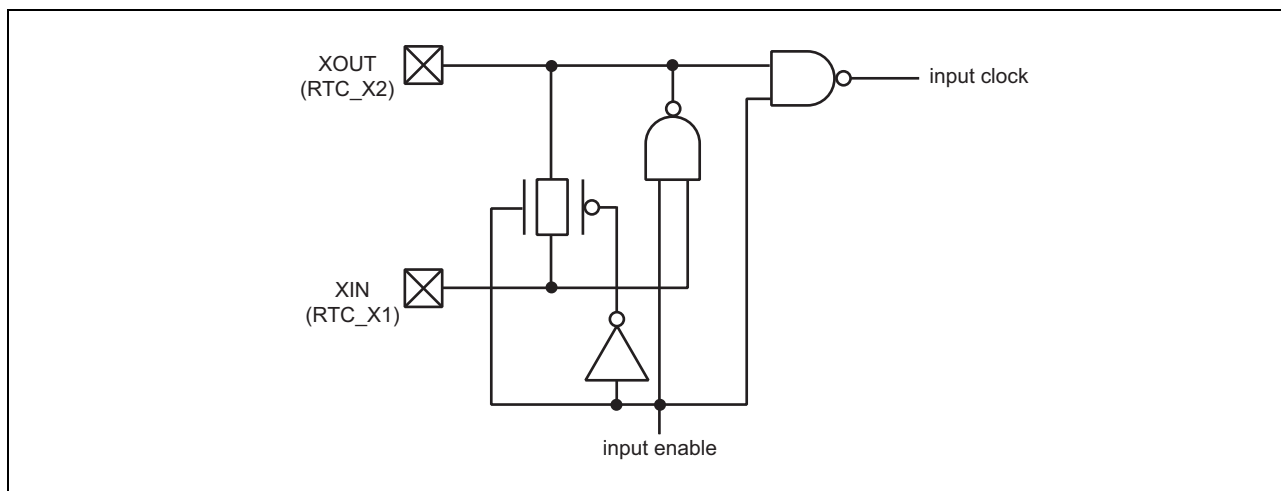 XOUT
(RTC_X2)
input clock
XIN
(RTC_X1)
input enable